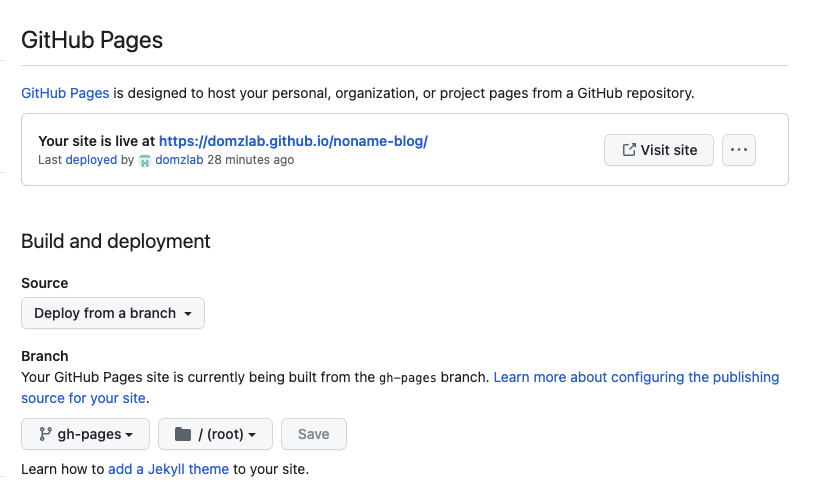 GitHub Pages
GitHub Pages is designed to host your personal, organization, or project pages from a GitHub repository.
Your site is live at https://domzlab.github.io/noname-blog/
Last deployed by domzlab 28 minutes ago
Visit site
Build and deployment
Source
Deploy from a branch
Branch
Your GitHub Pages site is currently being built from the gh-pages branch. Learn more about configuring the publishing
source for your site.
gh-pages
/ (root)
Save
Learn how to add a Jekyll theme to your site.